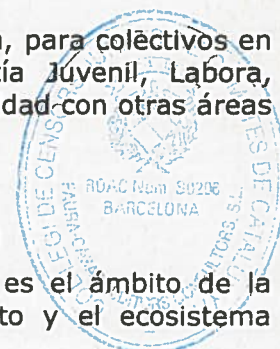 , para colectivos en
ía Juvenil, Labora,
dad con otras áreas
ROAC Núm. S0206
BARCELONA
es el ámbito de la
to y el ecosistema